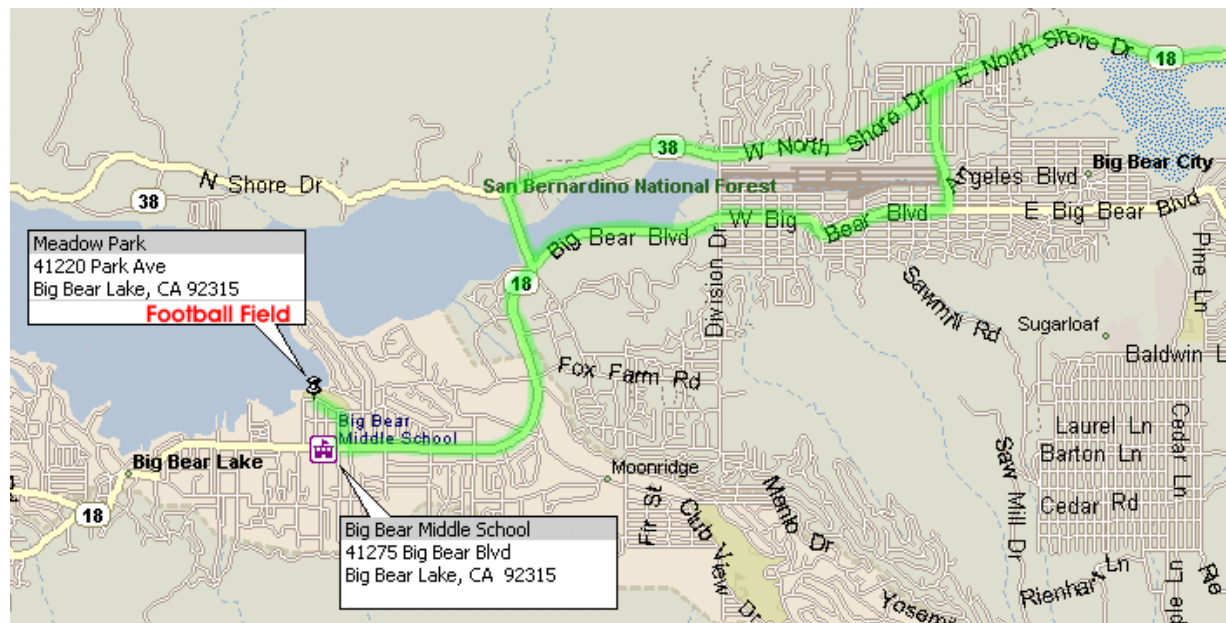 E North Shore Dr
18
38
W North Shore Dr
N Shore Dr
38
San Bernardino National Forest
Big Bear City
geles Blvd
Big Bear Blvd
W Big Bear Blvd
E Big Bear Blvd
Meadow Park
41220 Park Ave
Big Bear Lake, CA 92315
Football Field
18
Division Dr
Pine Ln
Sawmill Rd
Sugarloaf
Baldwin L
Fox Farm Rd
Big Bear
Middle School
Big Bear Lake
18
Moonridge
Laurel Ln
Barton Ln
Cedar Rd
Cedar Ln
Saw Mill Dr
Fir St
Club View Dr
Menlo Dr
Yosemi
Rienhart Ln
Big Bear Middle School
41275 Big Bear Blvd
Big Bear Lake, CA 92315